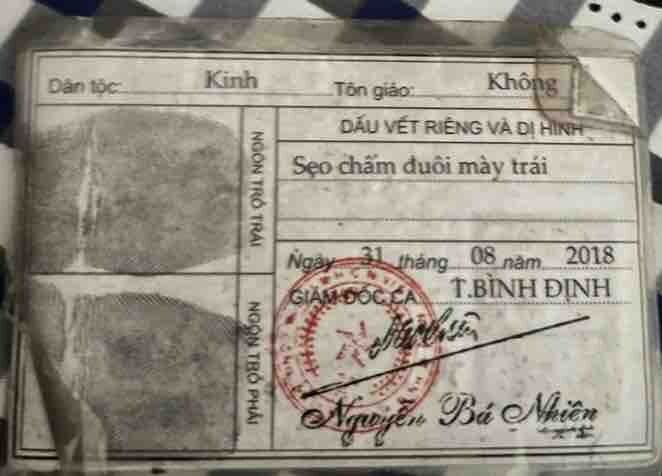 Dân tộc: Kinh Tôn giáo: Không
NGÓN TRỎ TRÁI
NGÓN TRỎ PHẢI
DẤU VẾT RIÊNG VÀ DỊ HÌNH
Sẹo chấm đuôi mày trái
Ngày 31 tháng 08 năm 2018
GIÁM ĐỐC CA T.BÌNH ĐỊNH
Nguyễn Bá Nhiên